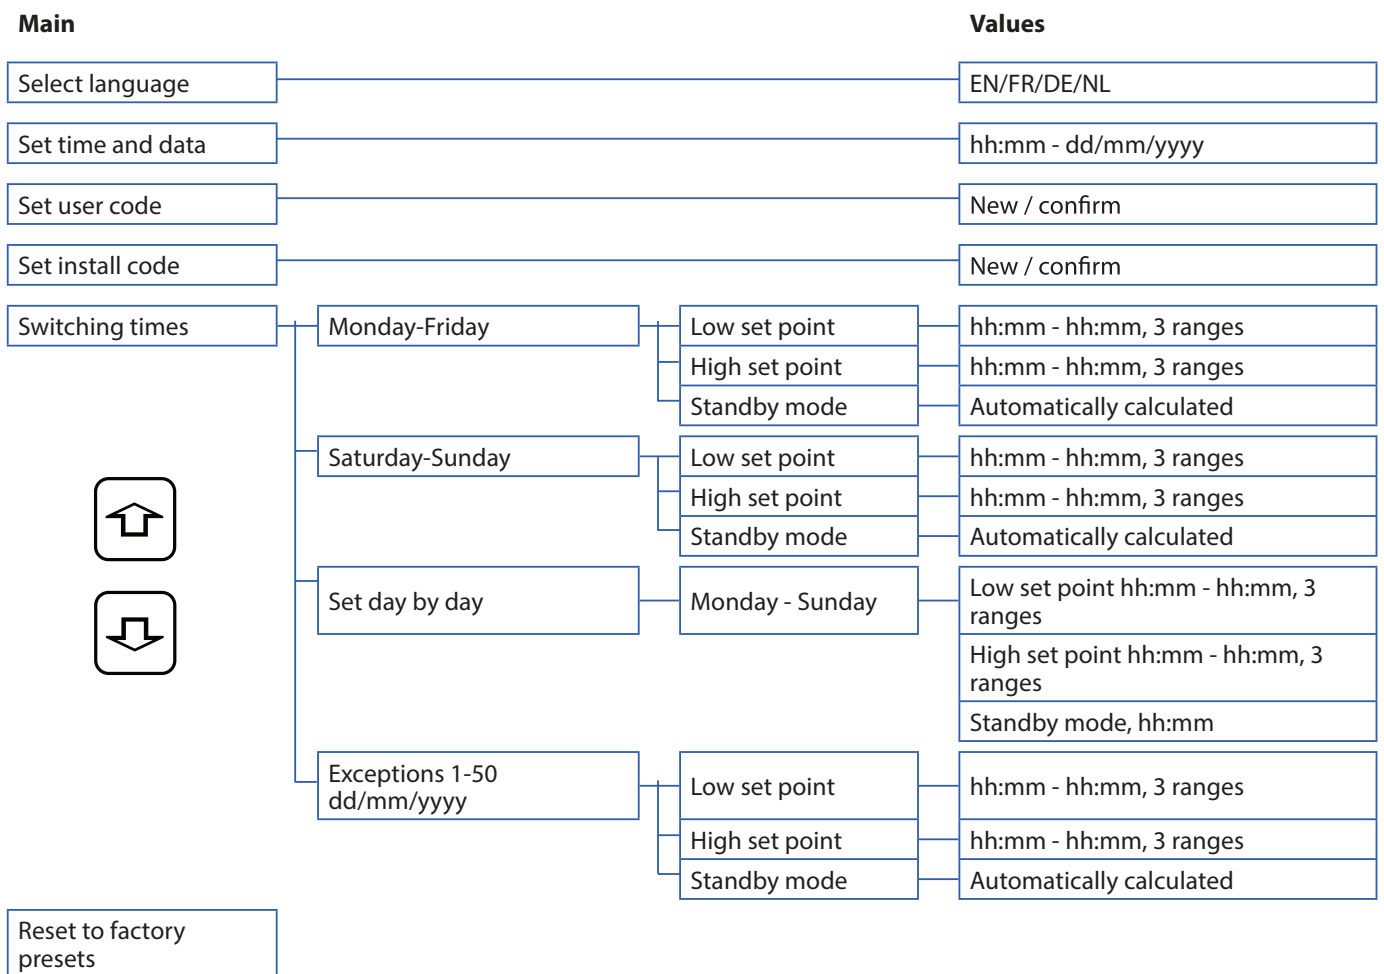 Main Values
Select language EN/FR/DE/NL
Set time and data hh:mm - dd/mm/yyyy
Set user code New / confirm
Set install code New / confirm
Switching times Monday-Friday Low set point hh:mm - hh:mm, 3 ranges
High set point hh:mm - hh:mm, 3 ranges
Standby mode Automatically calculated
Saturday-Sunday Low set point hh:mm - hh:mm, 3 ranges
High set point hh:mm - hh:mm, 3 ranges
Standby mode Automatically calculated
Set day by day Monday - Sunday Low set point hh:mm - hh:mm, 3
ranges
High set point hh:mm - hh:mm, 3
ranges
Standby mode, hh:mm
Exceptions 1-50
dd/mm/yyyy
Low set point hh:mm - hh:mm, 3 ranges
High set point hh:mm - hh:mm, 3 ranges
Standby mode Automatically calculated
Reset to factory
presets